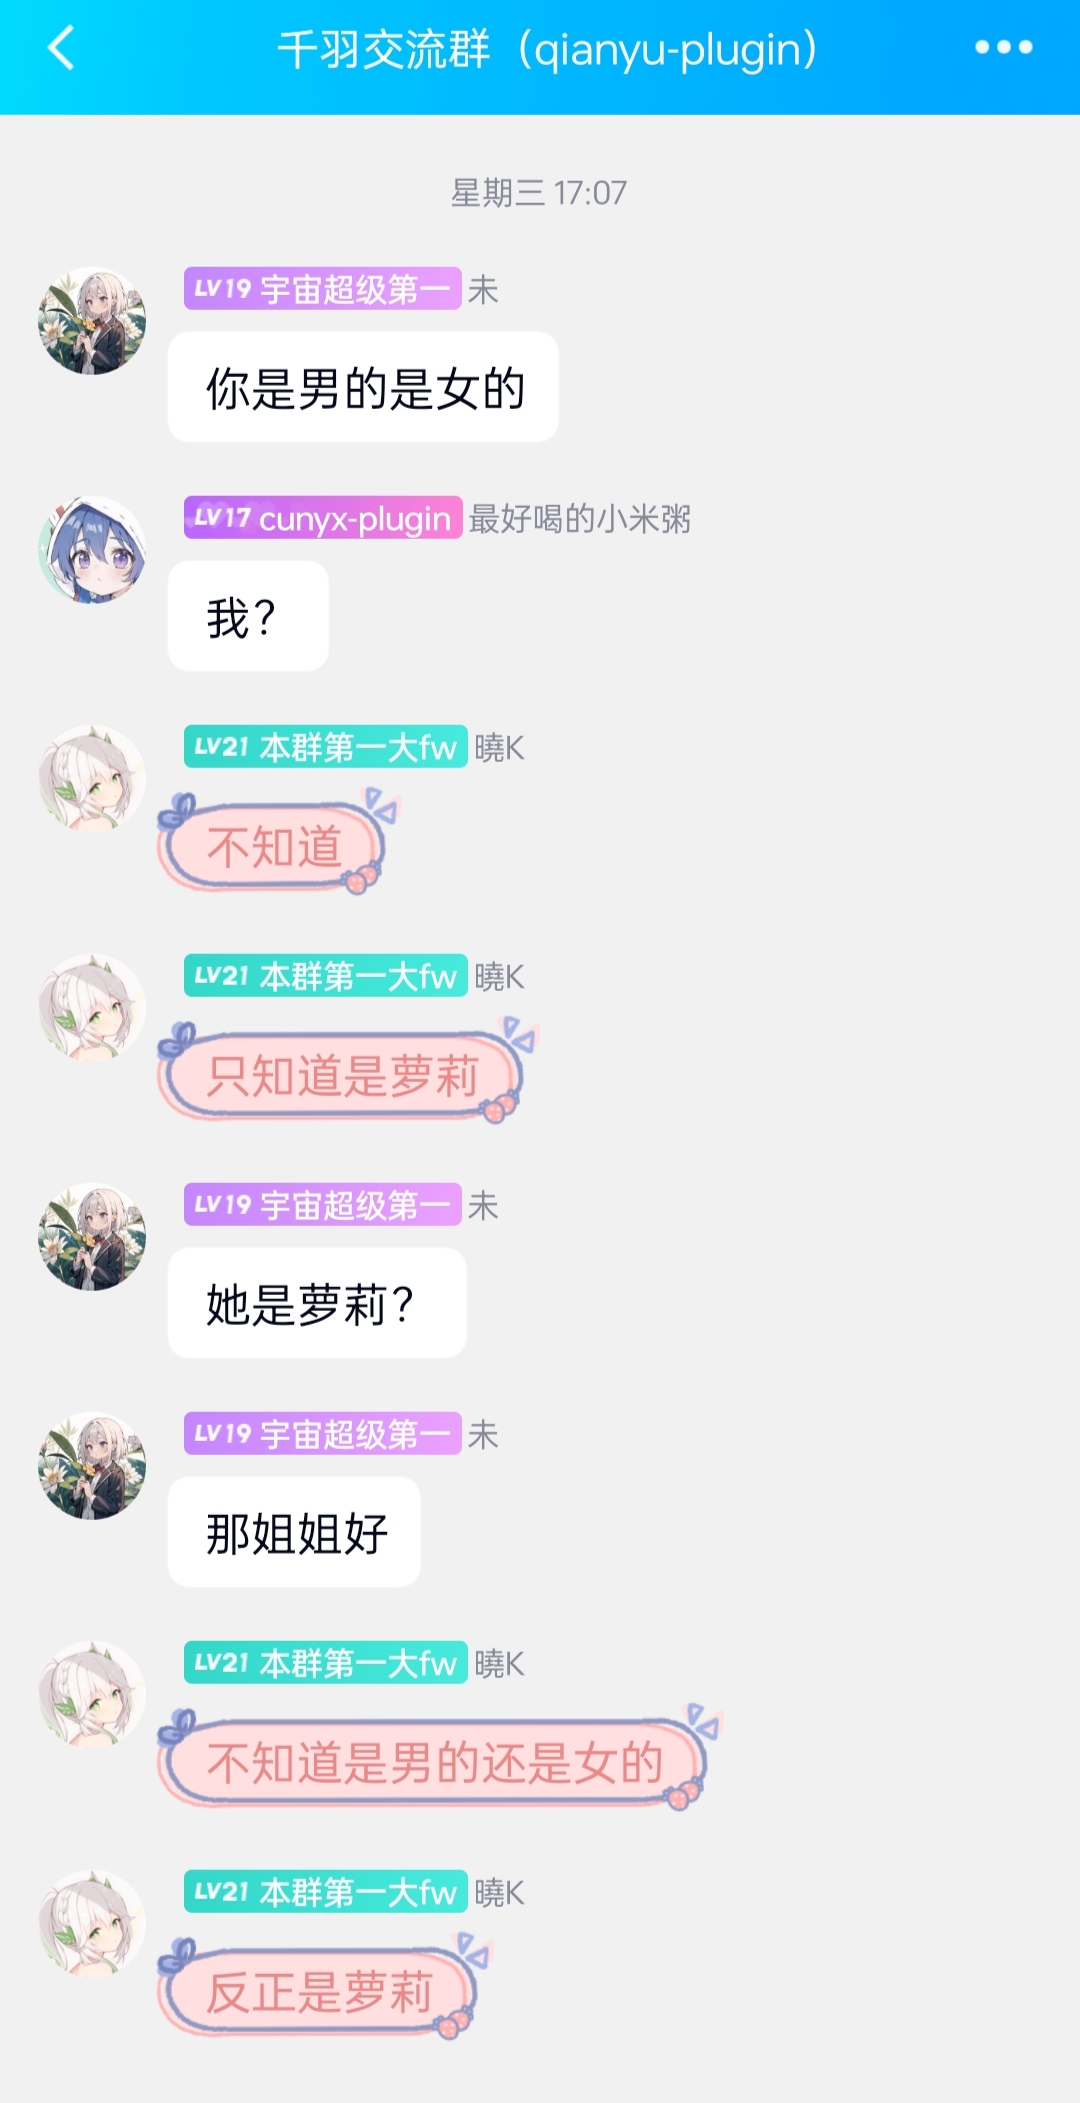 千羽交流群（qianyu-plugin）
星期三 17:07
LV19 宇宙超级第一 未
你是男的是女的
LV17 cunyx-plugin 最好喝的小米粥
我？
LV21 本群第一大fw 曉K
不知道
LV21 本群第一大fw 曉K
只知道是萝莉
LV19 宇宙超级第一 未
她是萝莉？
LV19 宇宙超级第一 未
那姐姐好
LV21 本群第一大fw 曉K
不知道是男的还是女的
LV21 本群第一大fw 曉K
反正是萝莉